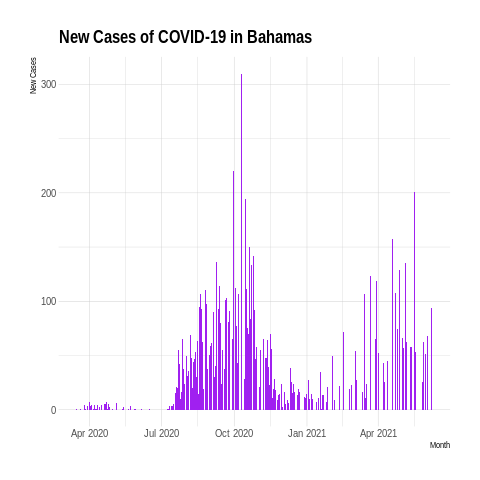 New Cases of COVID-19 in Bahamas
New Cases
300
200
100
0
Apr 2020 Jul 2020 Oct 2020 Jan 2021 Apr 2021
Month